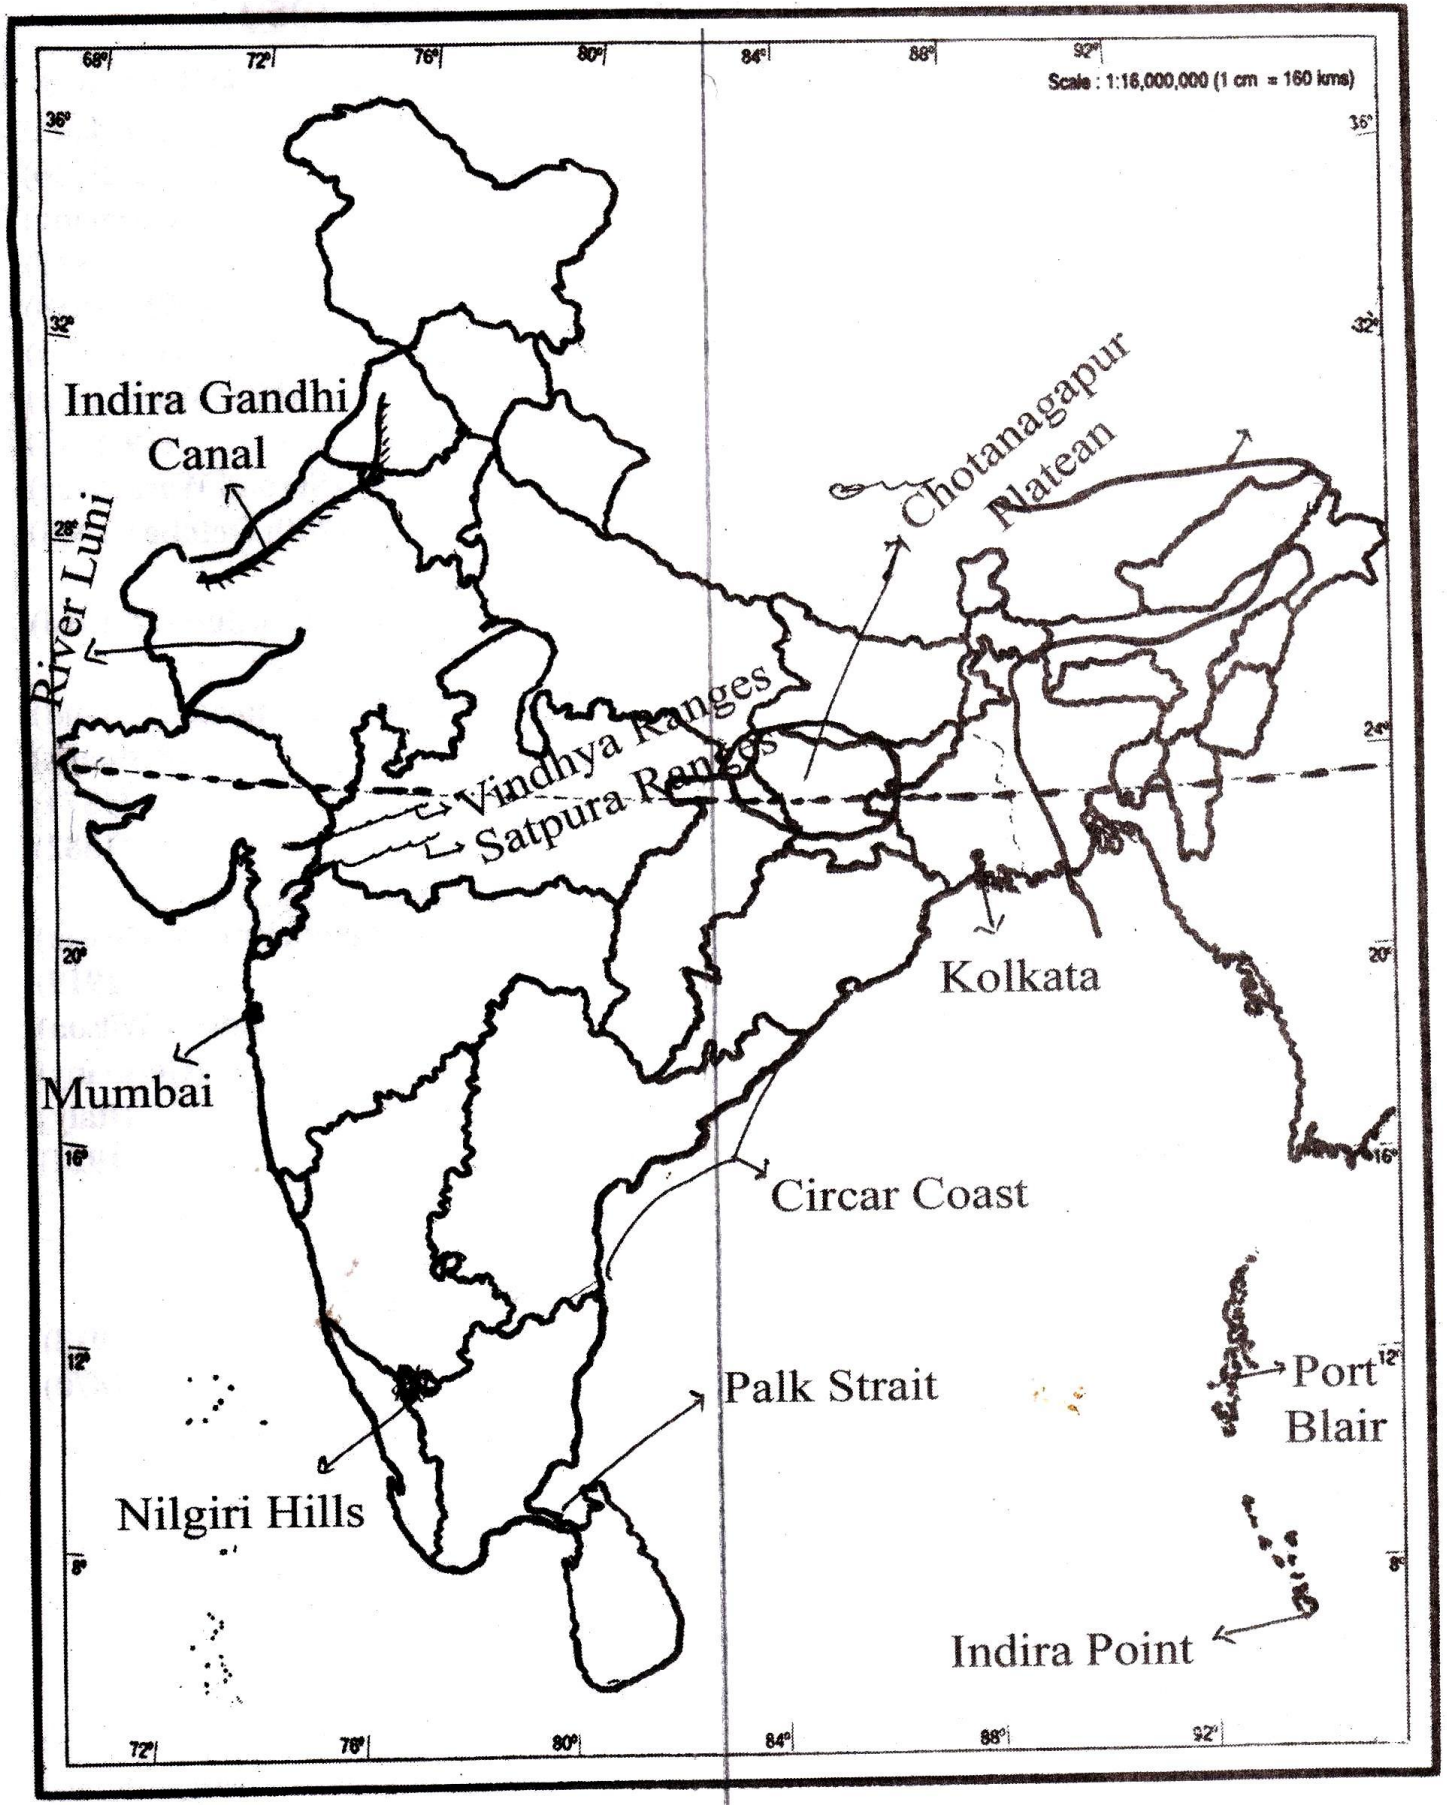 68° 72° 76° 80° 84° 88° 92°
Scale : 1:16,000,000 (1 cm = 160 kms)
36° 36°
32° 32°
Indira Gandhi
Canal
Chotanagapur
Platean
28°
River Luni
Vindhya Ranges
Satpura Ranges
24°
20° 20°
Kolkata
Mumbai
16° 16°
Circar Coast
12° 12°
Palk Strait
Port
Blair
Nilgiri Hills
8° 8°
Indira Point
72° 76° 80° 84° 88° 92°